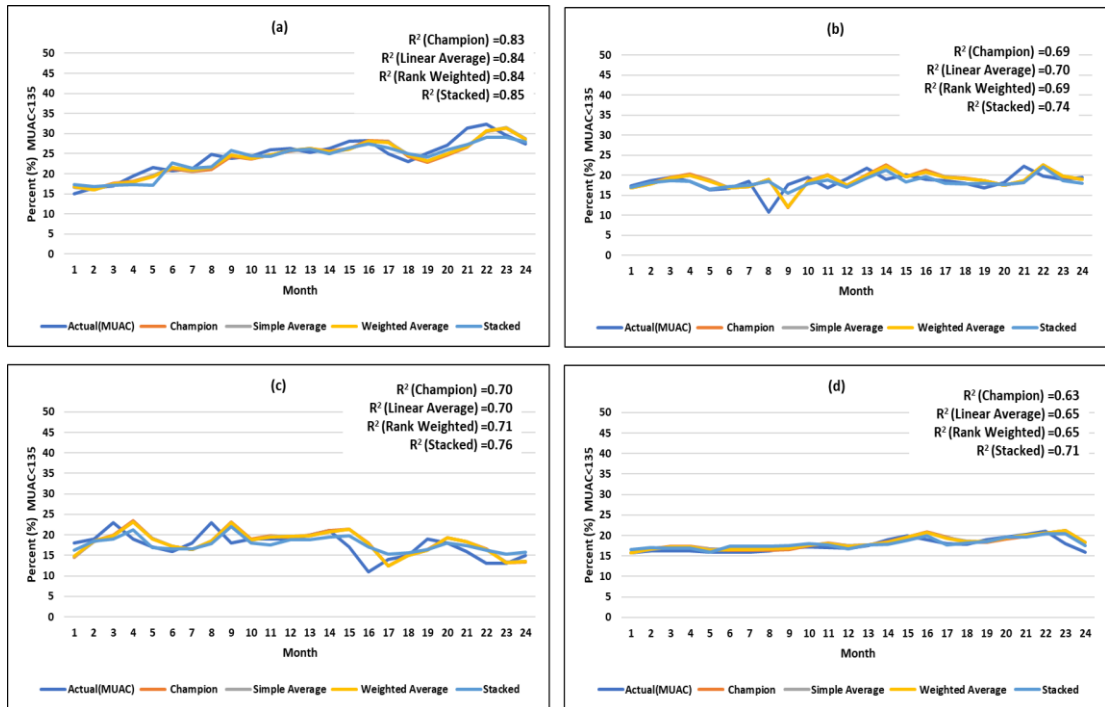 (a)
R² (Champion) =0.83
R² (Linear Average) =0.84
R² (Rank Weighted) =0.84
R² (Stacked) =0.85
Percent (%) MUAC<135
50
45
40
35
30
25
20
15
10
5
0
1 2 3 4 5 6 7 8 9 10 11 12 13 14 15 16 17 18 19 20 21 22 23 24
Month
Actual(MUAC) Champion Simple Average Weighted Average Stacked
(b)
R² (Champion) =0.69
R² (Linear Average) =0.70
R² (Rank Weighted) =0.69
R² (Stacked) =0.74
Percent (%) MUAC<135
50
45
40
35
30
25
20
15
10
5
0
1 2 3 4 5 6 7 8 9 10 11 12 13 14 15 16 17 18 19 20 21 22 23 24
Month
Actual(MUAC) Champion Simple Average Weighted Average Stacked
(c)
R² (Champion) =0.70
R² (Linear Average) =0.70
R² (Rank Weighted) =0.71
R² (Stacked) =0.76
Percent (%) MUAC<135
50
45
40
35
30
25
20
15
10
5
0
1 2 3 4 5 6 7 8 9 10 11 12 13 14 15 16 17 18 19 20 21 22 23 24
Month
Actual(MUAC) Champion Simple Average Weighted Average Stacked
(d)
R² (Champion) =0.63
R² (Linear Average) =0.65
R² (Rank Weighted) =0.65
R² (Stacked) =0.71
Percent (%) MUAC<135
50
45
40
35
30
25
20
15
10
5
0
1 2 3 4 5 6 7 8 9 10 11 12 13 14 15 16 17 18 19 20 21 22 23 24
Month
Actual(MUAC) Champion Simple Average Weighted Average Stacked